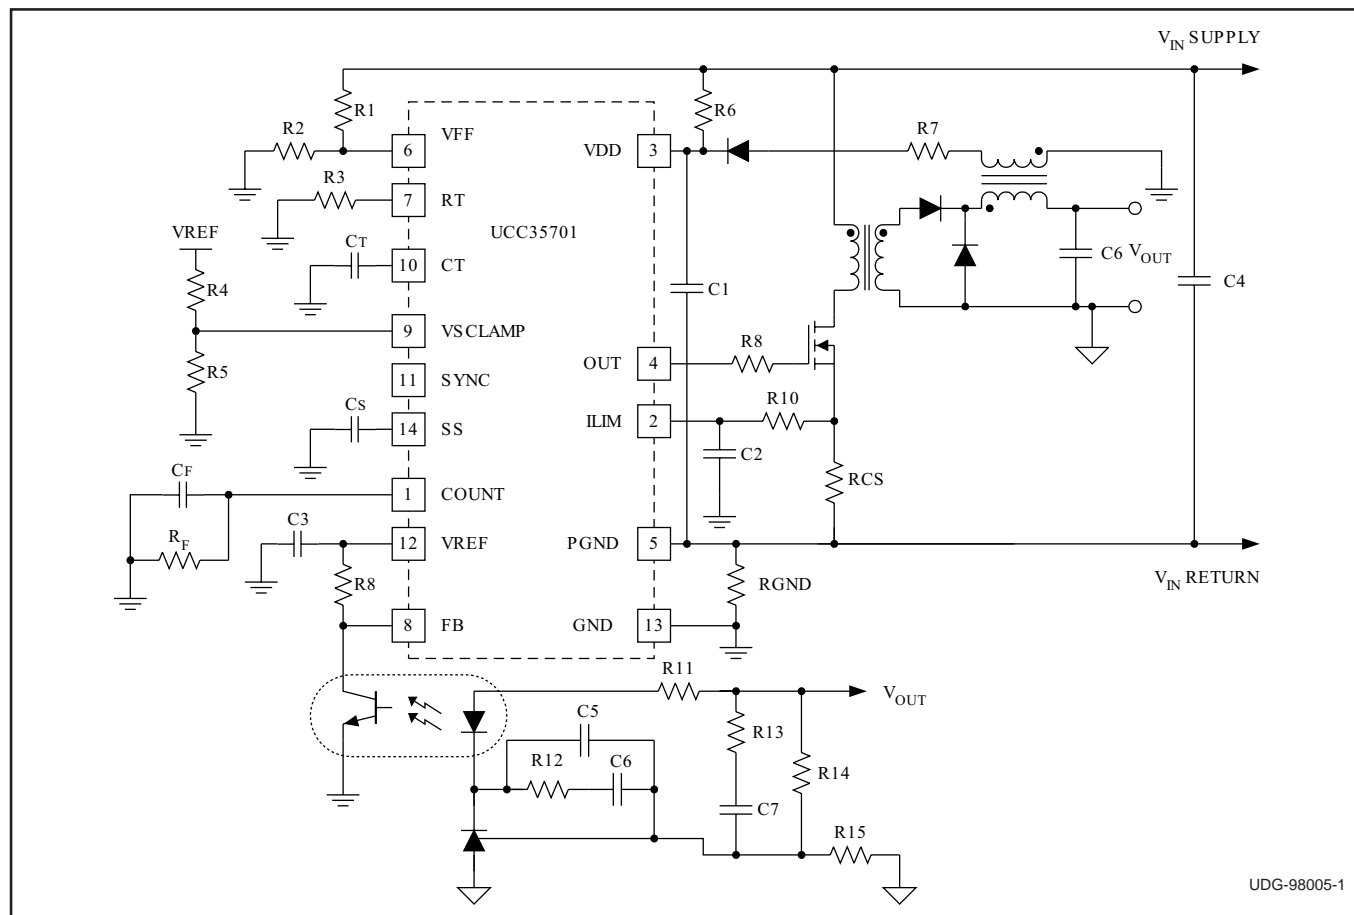 V_IN SUPPLY
R1
R6
R2
VFF
6
VDD
3
R7
R3
7
RT
UCC35701
VREF
CT
10
CT
R4
C1
C6
V_OUT
C4
9
VSCLAMP
R5
R8
OUT
4
11
SYNC
R10
CS
14
SS
ILIM
2
C2
RCS
CF
1
COUNT
R_F
C3
12
VREF
PGND
5
V_IN RETURN
R8
RGND
8
FB
GND
13
R11
V_OUT
C5
R13
R12
C6
R14
C7
R15
UDG-98005-1